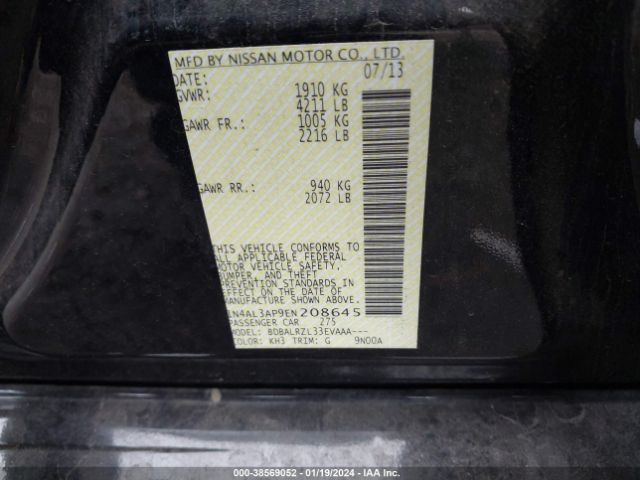 MFD BY NISSAN MOTOR CO., LTD.
DATE: 07/13
GVWR: 1910 KG
4211 LB
GAWR FR.: 1005 KG
2216 LB
GAWR RR.: 940 KG
2072 LB
THIS VEHICLE CONFORMS TO
ALL APPLICABLE FEDERAL
MOTOR VEHICLE SAFETY,
BUMPER, AND THEFT
PREVENTION STANDARDS IN
EFFECT ON THE DATE OF
MANUFACTURE SHOWN ABOVE.
1N4AL3AP9EN208645
PASSENGER CAR 275
MODEL: BDBALRZL33EVAAA---
COLOR: KH3 TRIM: G 9N00A
000-38569052 - 01/19/2024 - IAA Inc.